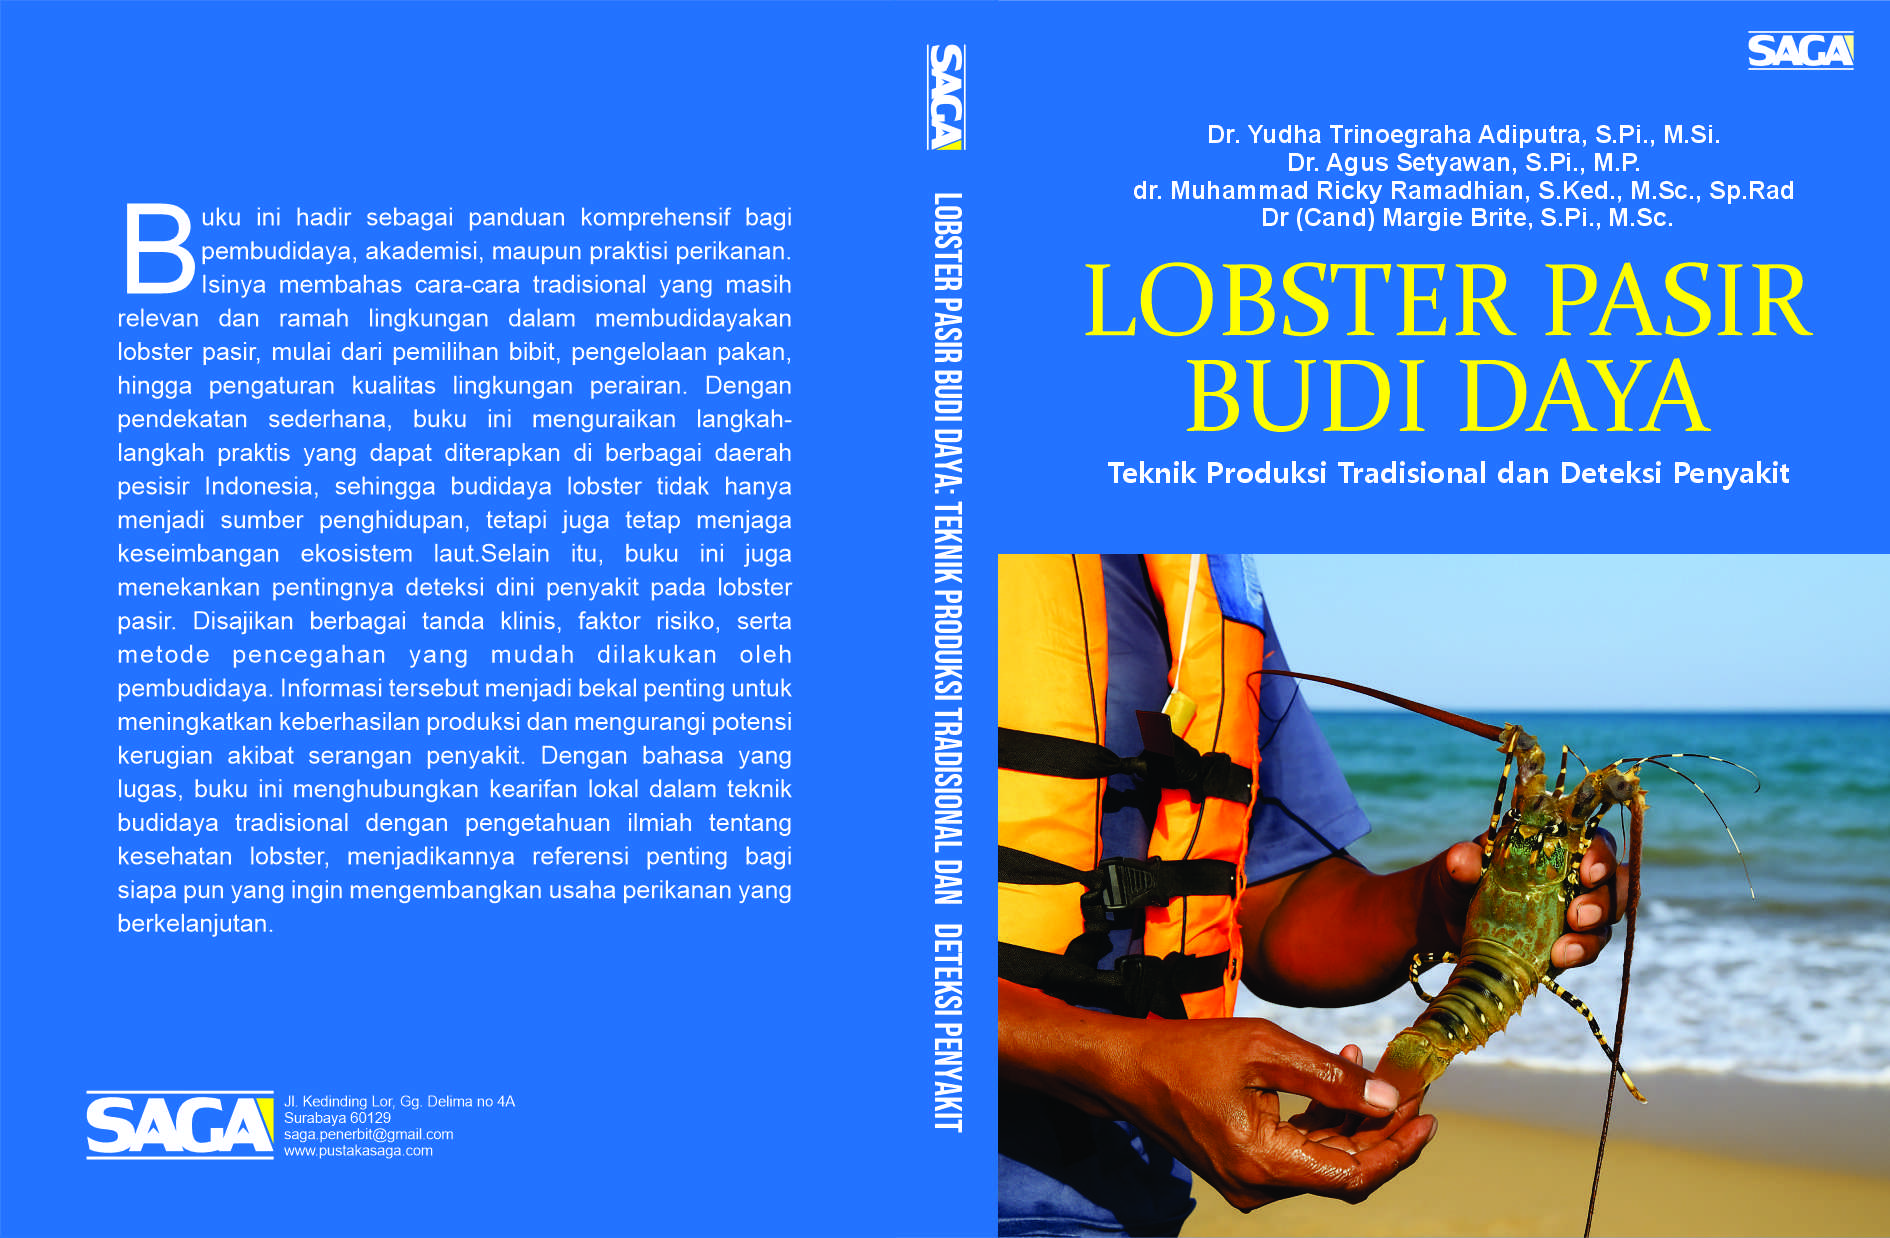 Buku ini hadir sebagai panduan komprehensif bagi
pembudidaya, akademisi, maupun praktisi perikanan.
Isinya membahas cara-cara tradisional yang masih
relevan dan ramah lingkungan dalam membudidayakan
lobster pasir, mulai dari pemilihan bibit, pengelolaan pakan,
hingga pengaturan kualitas lingkungan perairan. Dengan
pendekatan sederhana, buku ini menguraikan langkah-
langkah praktis yang dapat diterapkan di berbagai daerah
pesisir Indonesia, sehingga budidaya lobster tidak hanya
menjadi sumber penghidupan, tetapi juga tetap menjaga
keseimbangan ekosistem laut.Selain itu, buku ini juga
menekankan pentingnya deteksi dini penyakit pada lobster
pasir. Disajikan berbagai tanda klinis, faktor risiko, serta
metode pencegahan yang mudah dilakukan oleh
pembudidaya. Informasi tersebut menjadi bekal penting untuk
meningkatkan keberhasilan produksi dan mengurangi potensi
kerugian akibat serangan penyakit. Dengan bahasa yang
lugas, buku ini menghubungkan kearifan lokal dalam teknik
budidaya tradisional dengan pengetahuan ilmiah tentang
kesehatan lobster, menjadikannya referensi penting bagi
siapa pun yang ingin mengembangkan usaha perikanan yang
berkelanjutan.
SAGA
Jl. Kedinding Lor, Gg. Delima no 4A
Surabaya 60129
saga.penerbit@gmail.com
www.pustakasaga.com
SAGA
LOBSTER PASIR BUDI DAYA: TEKNIK PRODUKSI TRADISIONAL DAN DETEKSI PENYAKIT
SAGA
Dr. Yudha Trinoegraha Adiputra, S.Pi., M.Si.
Dr. Agus Setyawan, S.Pi., M.P.
dr. Muhammad Ricky Ramadhian, S.Ked., M.Sc., Sp.Rad
Dr (Cand) Margie Brite, S.Pi., M.Sc.
LOBSTER PASIR
BUDI DAYA
Teknik Produksi Tradisional dan Deteksi Penyakit